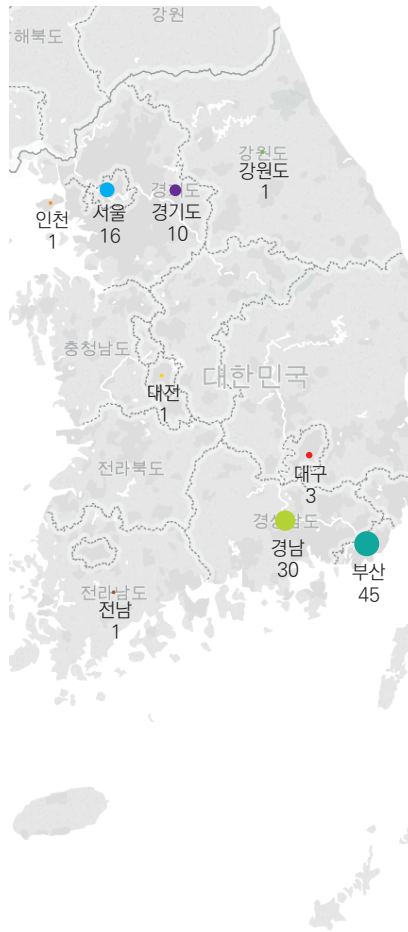 강원
해북도
강원도
강원도
1
경기도
인천
1
서울
16
경기도
10
충청남도
대한민국
대전
1
전라북도
대구
3
경상남도
경남
30
부산
45
전라남도
전남
1